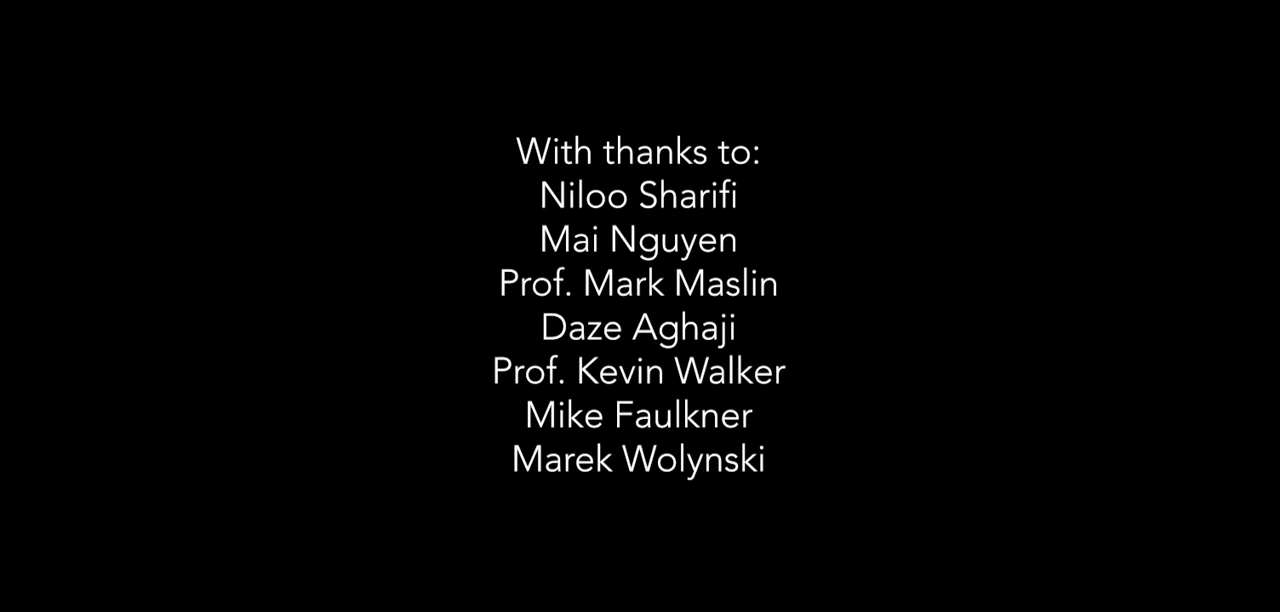 With thanks to:
Niloo Sharifi
Mai Nguyen
Prof. Mark Maslin
Daze Aghaji
Prof. Kevin Walker
Mike Faulkner
Marek Wolynski